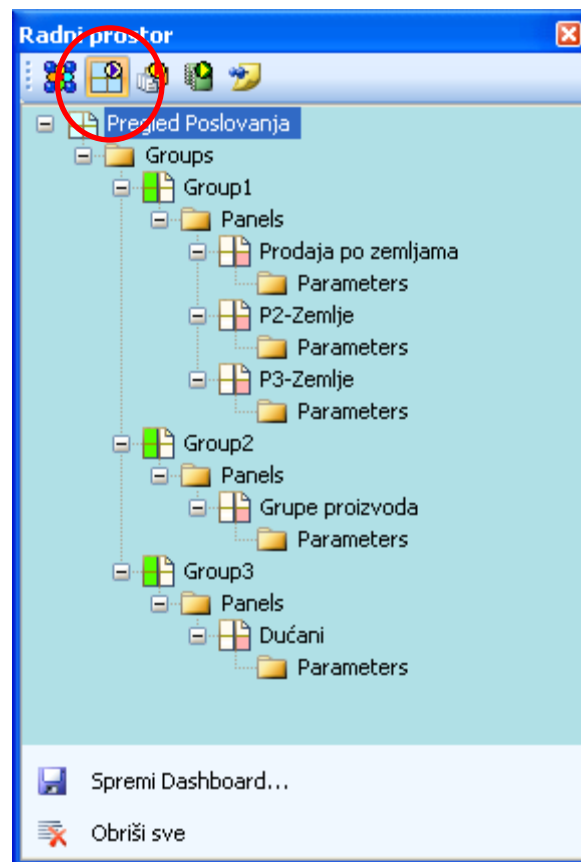 Radni prostor
Pregled Poslovanja
Groups
Group1
Panels
Prodaja po zemljama
Parameters
P2-Zemlje
Parameters
P3-Zemlje
Parameters
Group2
Panels
Grupe proizvoda
Parameters
Group3
Panels
Dućani
Parameters
Spremi Dashboard...
Obriši sve